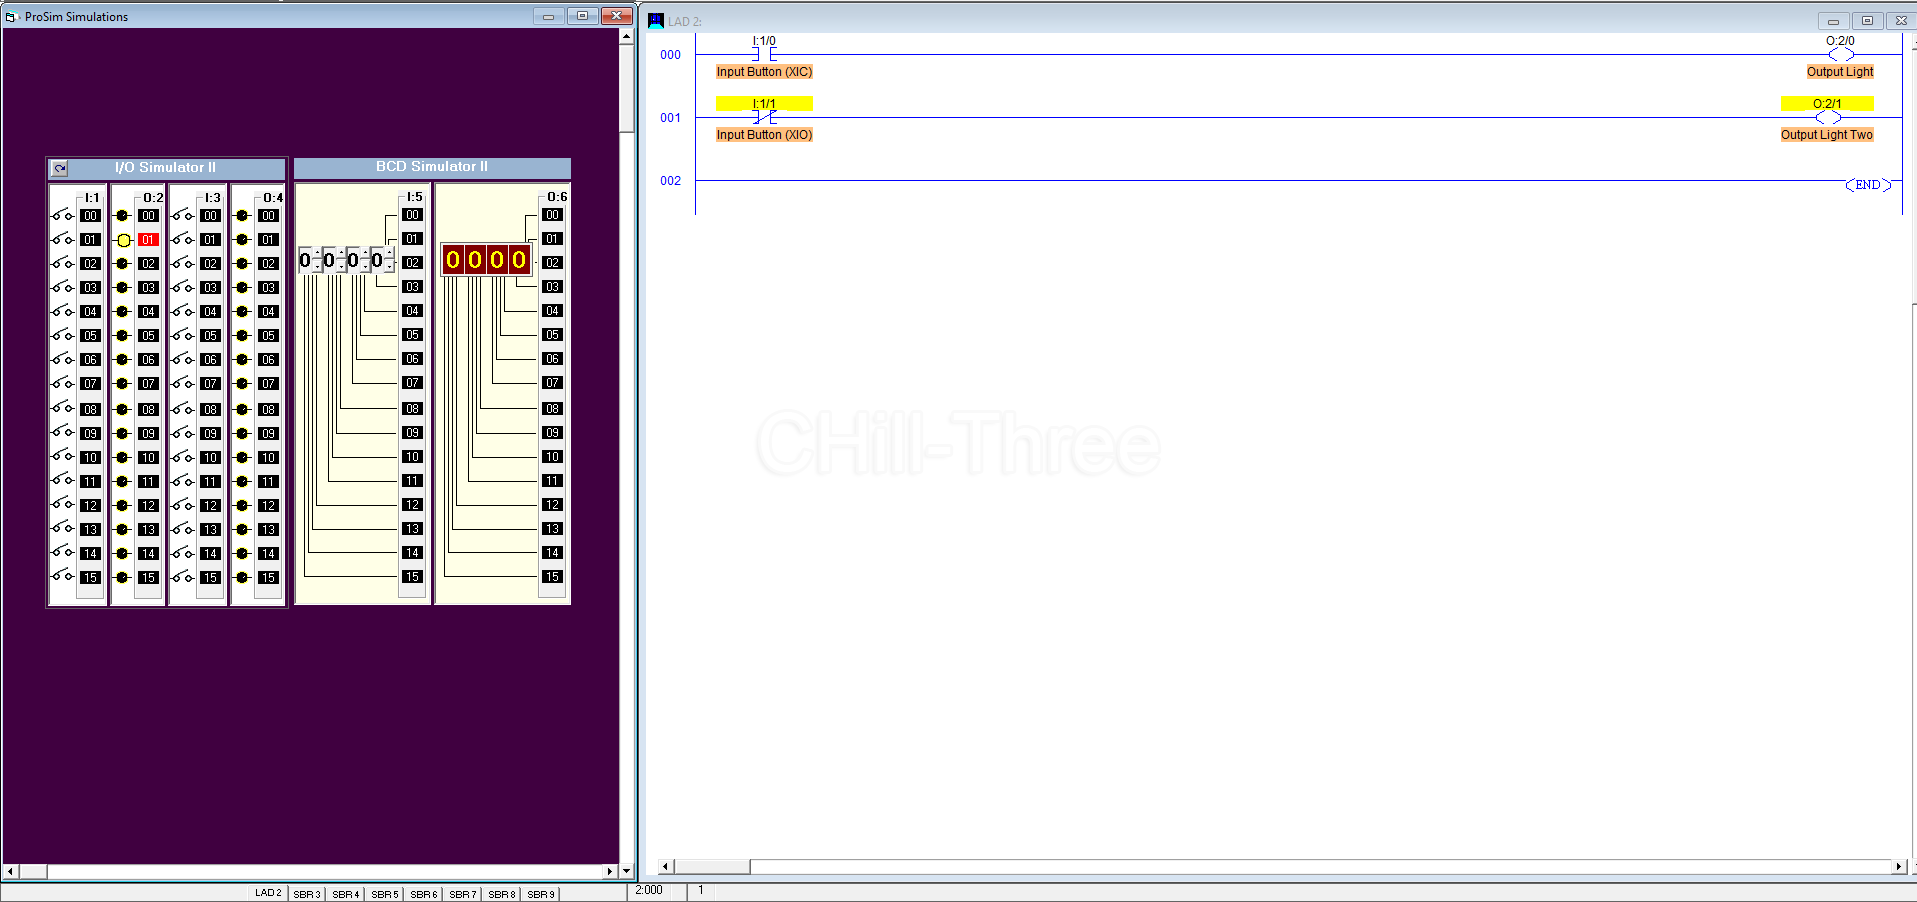 ProSim Simulations
I/O Simulator II
I:1 O:2 I:3 O:4
00 00 00 00
01 01 01 01
02 02 02 02
03 03 03 03
04 04 04 04
05 05 05 05
06 06 06 06
07 07 07 07
08 08 08 08
09 09 09 09
10 10 10 10
11 11 11 11
12 12 12 12
13 13 13 13
14 14 14 14
15 15 15 15
BCD Simulator II
I:5 O:6
00 00
01 01
0 0 0 0 02 0 0 0 0 02
03 03
04 04
05 05
06 06
07 07
08 08
09 09
10 10
11 11
12 12
13 13
14 14
15 15
LAD 2:
I:1/0 O:2/0
000
Input Button (XIC) Output Light
I:1/1 O:2/1
001
Input Button (XIO) Output Light Two
002 END
CHill-Three
LAD 2 SBR 3 SBR 4 SBR 5 SBR 6 SBR 7 SBR 8 SBR 9 2:000 1